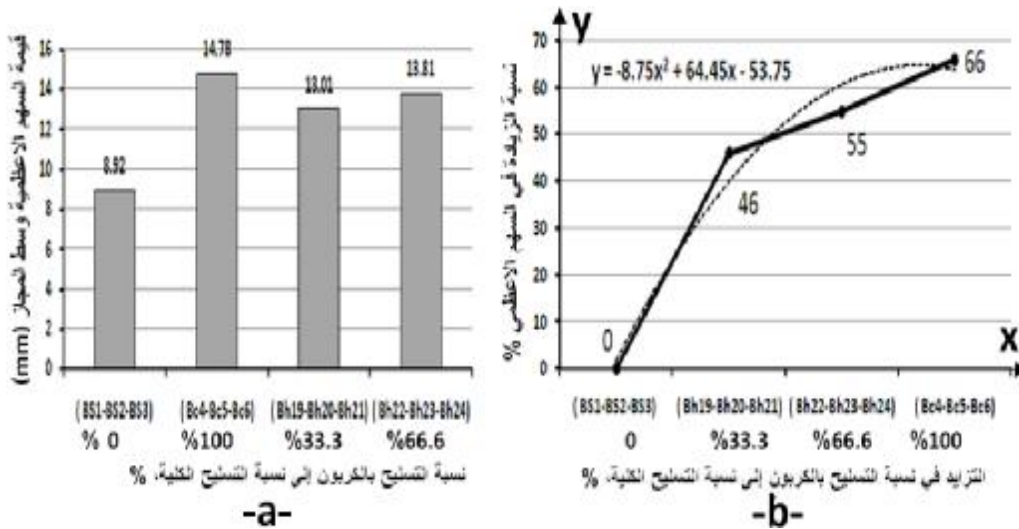 قيمة السهم الاعظمية وسط المجاز (mm)
16
14
12
10
8
6
4
2
0
8.92
14.78
13.01
13.81
(BS1-BS2-BS3) (Bc4-Bc5-Bc6) (Bh19-Bh20-Bh21) (Bh22-Bh23-Bh24)
% 0 %100 %33.3 %66.6
نسبة التسليح بالكربون إلى نسبة التسليح الكلية، %
-a-
y
نسبة الزيادة في السهم الاعظمي %
70
60
50
40
30
20
10
0
y = -8.75x² + 64.45x - 53.75
0
46
55
66
x
(BS1-BS2-BS3) (Bh19-Bh20-Bh21) (Bh22-Bh23-Bh24) (Bc4-Bc5-Bc6)
0 %33.3 %66.6 %100
التزايد في نسبة التسليح بالكربون إلى نسبة التسليح الكلية، %
-b-